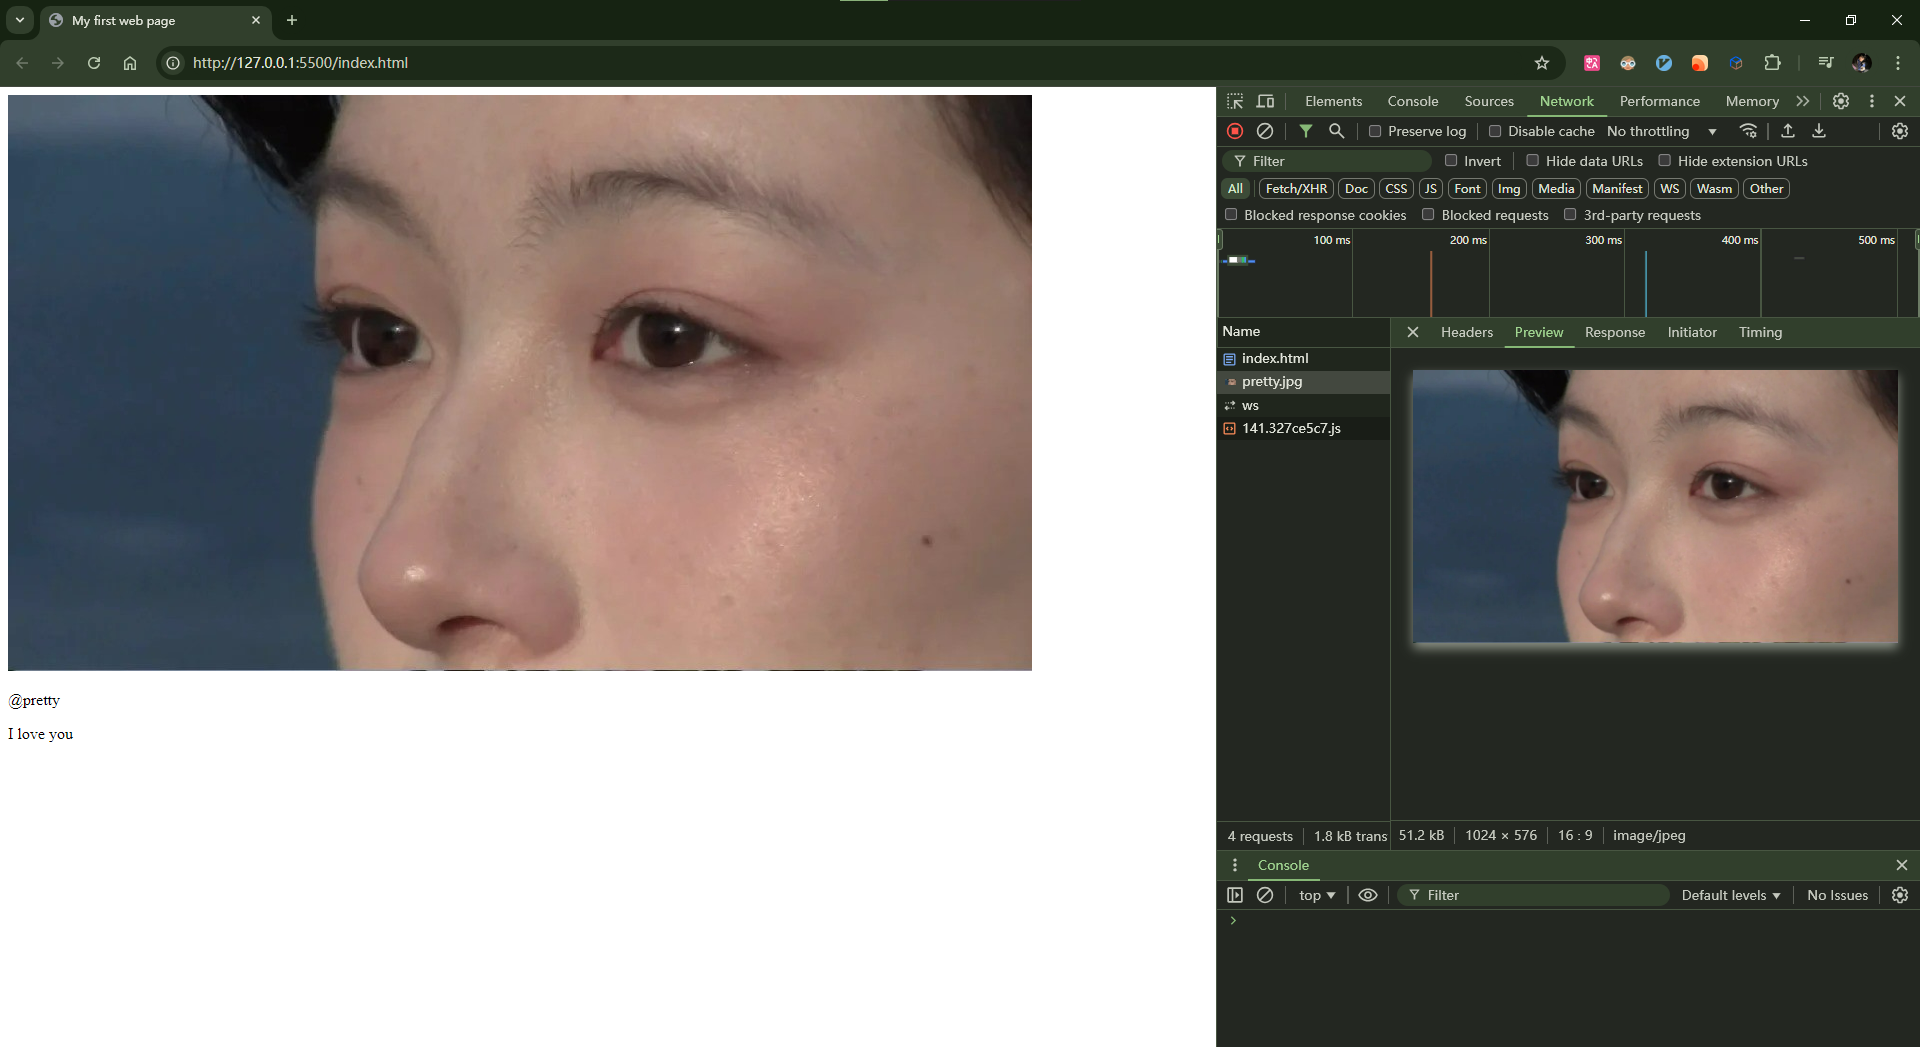 My first web page
http://127.0.0.1:5500/index.html
@pretty
I love you
Elements Console Sources Network Performance Memory
Preserve log Disable cache No throttling
Filter Invert Hide data URLs Hide extension URLs
All Fetch/XHR Doc CSS JS Font Img Media Manifest WS Wasm Other
Blocked response cookies Blocked requests 3rd-party requests
100 ms 200 ms 300 ms 400 ms 500 ms
Name
index.html
pretty.jpg
ws
141.327ce5c7.js
4 requests 1.8 kB trans
Headers Preview Response Initiator Timing
51.2 kB 1024 × 576 16 : 9 image/jpeg
Console
top Filter Default levels No Issues